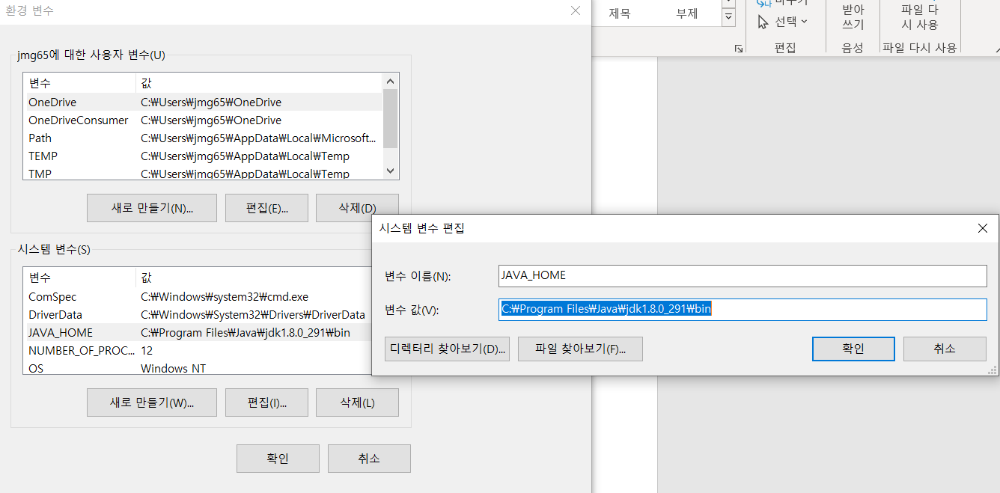 환경 변수
jmg65에 대한 사용자 변수(U)
변수 값
OneDrive C:₩Users₩jmg65₩OneDrive
OneDriveConsumer C:₩Users₩jmg65₩OneDrive
Path C:₩Users₩jmg65₩AppData₩Local₩Microsoft...
TEMP C:₩Users₩jmg65₩AppData₩Local₩Temp
TMP C:₩Users₩jmg65₩AppData₩Local₩Temp
새로 만들기(N)... 편집(E)... 삭제(D)
시스템 변수(S)
변수 값
ComSpec C:₩Windows₩system32₩cmd.exe
DriverData C:₩Windows₩System32₩Drivers₩DriverData
JAVA_HOME C:₩Program Files₩Java₩jdk1.8.0_291₩bin
NUMBER_OF_PROC... 12
OS Windows NT
새로 만들기(W)... 편집(I)... 삭제(L)
확인 취소
제목 부제
바꾸기
선택
편집
받아
쓰기
음성
파일 다
시 사용
파일 다시 사용
시스템 변수 편집
변수 이름(N): JAVA_HOME
변수 값(V): C:₩Program Files₩Java₩jdk1.8.0_291₩bin
디렉터리 찾아보기(D)... 파일 찾아보기(F)... 확인 취소